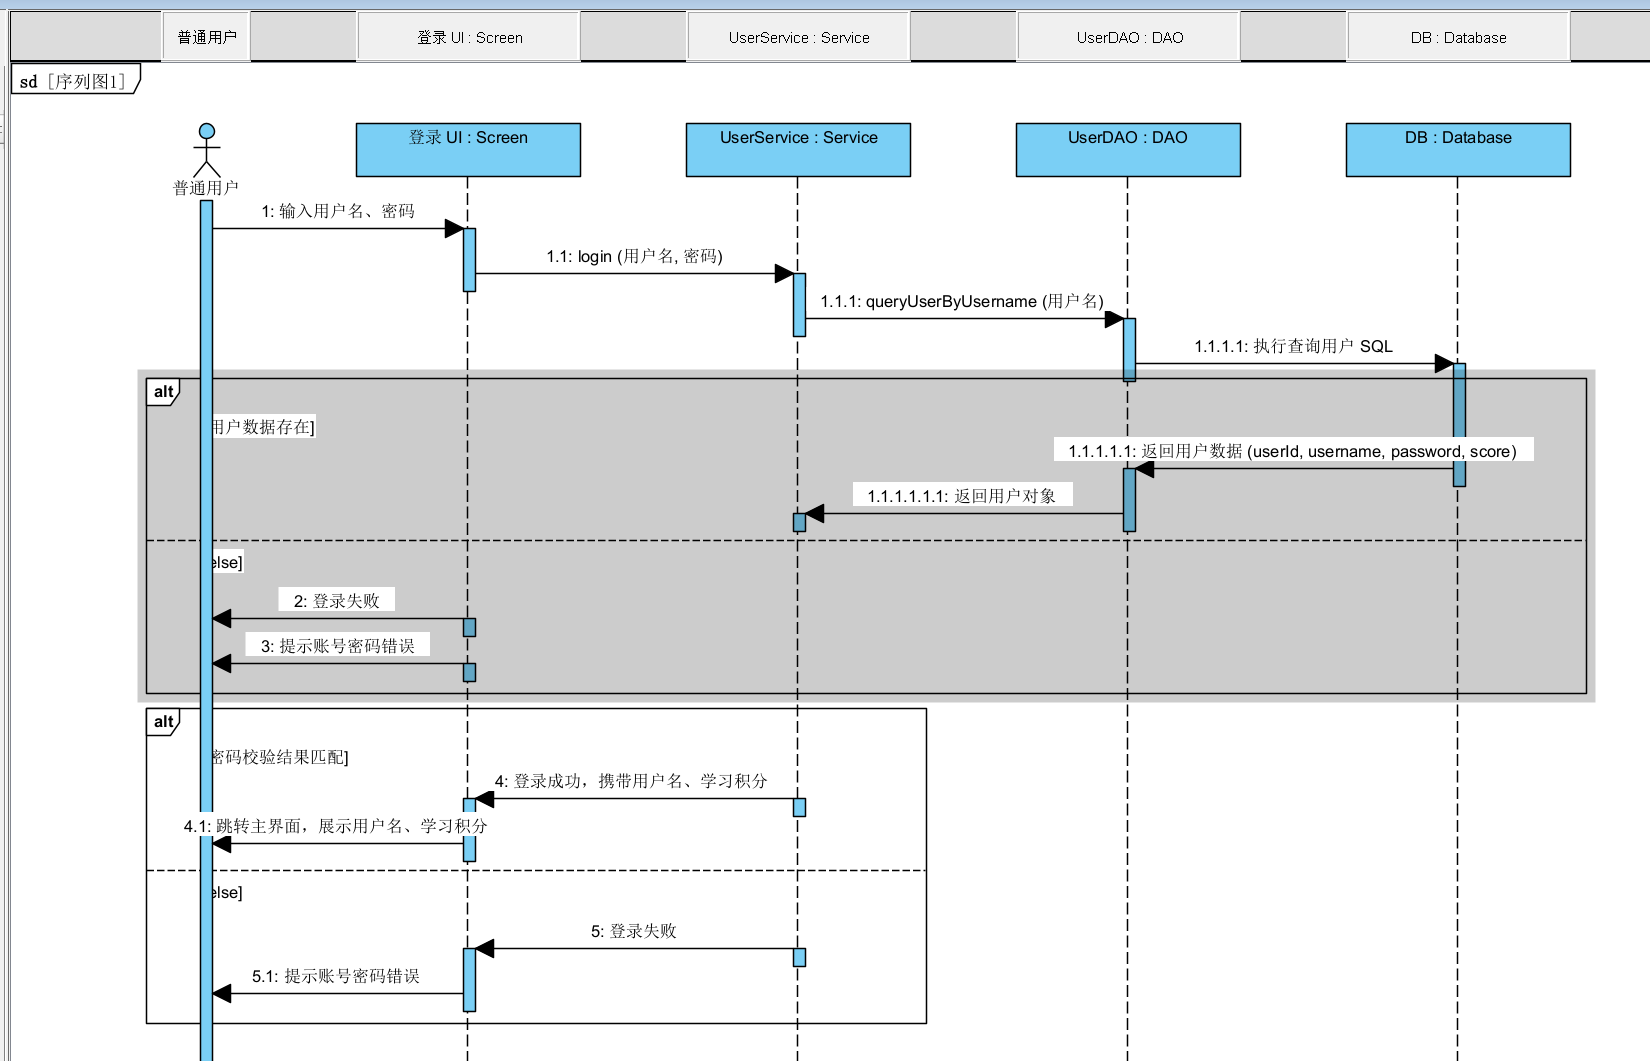 普通用户
登录 UI : Screen
UserService : Service
UserDAO : DAO
DB : Database
sd [序列图1]
登录 UI : Screen
UserService : Service
UserDAO : DAO
DB : Database
普通用户
1: 输入用户名、密码
1.1: login (用户名, 密码)
1.1.1: queryUserByUsername (用户名)
1.1.1.1: 执行查询用户 SQL
alt
用户数据存在]
1.1.1.1.1: 返回用户数据 (userId, username, password, score)
1.1.1.1.1.1: 返回用户对象
else]
2: 登录失败
3: 提示账号密码错误
alt
密码校验结果匹配]
4: 登录成功，携带用户名、学习积分
4.1: 跳转主界面，展示用户名、学习积分
else]
5: 登录失败
5.1: 提示账号密码错误